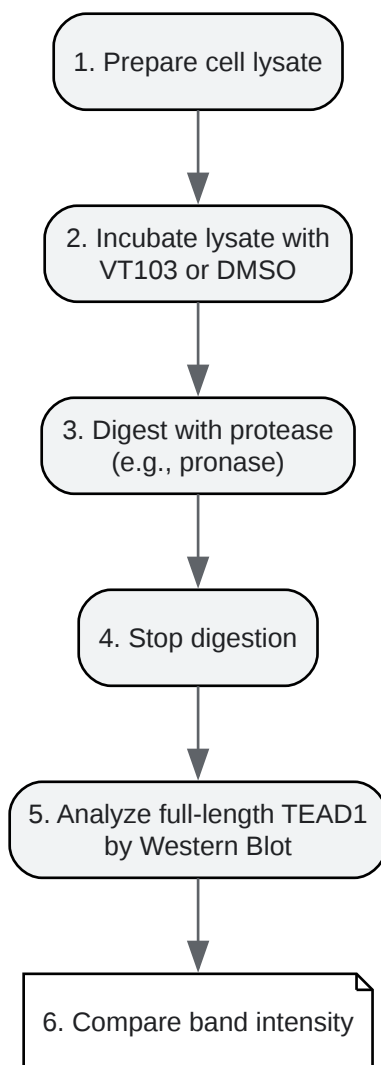 1. Prepare cell lysate
2. Incubate lysate with
VT103 or DMSO
3. Digest with protease
(e.g., pronase)
4. Stop digestion
5. Analyze full-length TEAD1
by Western Blot
6. Compare band intensity